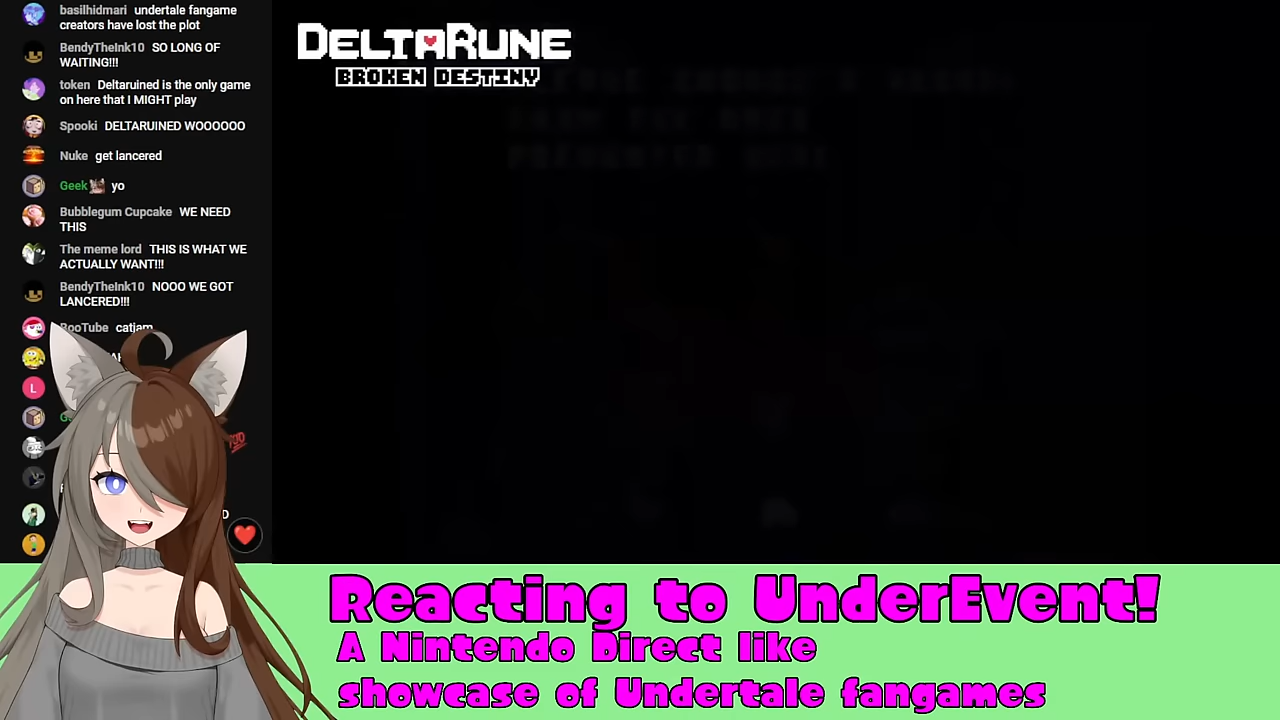 basilhidmari undertale fangame
creators have lost the plot
BendyTheInk10 SO LONG OF
WAITING!!!
token Deltaruined is the only game
on here that I MIGHT play
Spooki DELTARUINED WOOOOOO
Nuke get lancered
Geek yo
Bubblegum Cupcake WE NEED
THIS
The meme lord THIS IS WHAT WE
ACTUALLY WANT!!!
BendyTheInk10 NOOO WE GOT
LANCERED!!!
BooTube catjam
L
DELTARUNE
BROKEN DESTINY
Reacting to UnderEvent!
A Nintendo Direct like
showcase of Undertale fangames